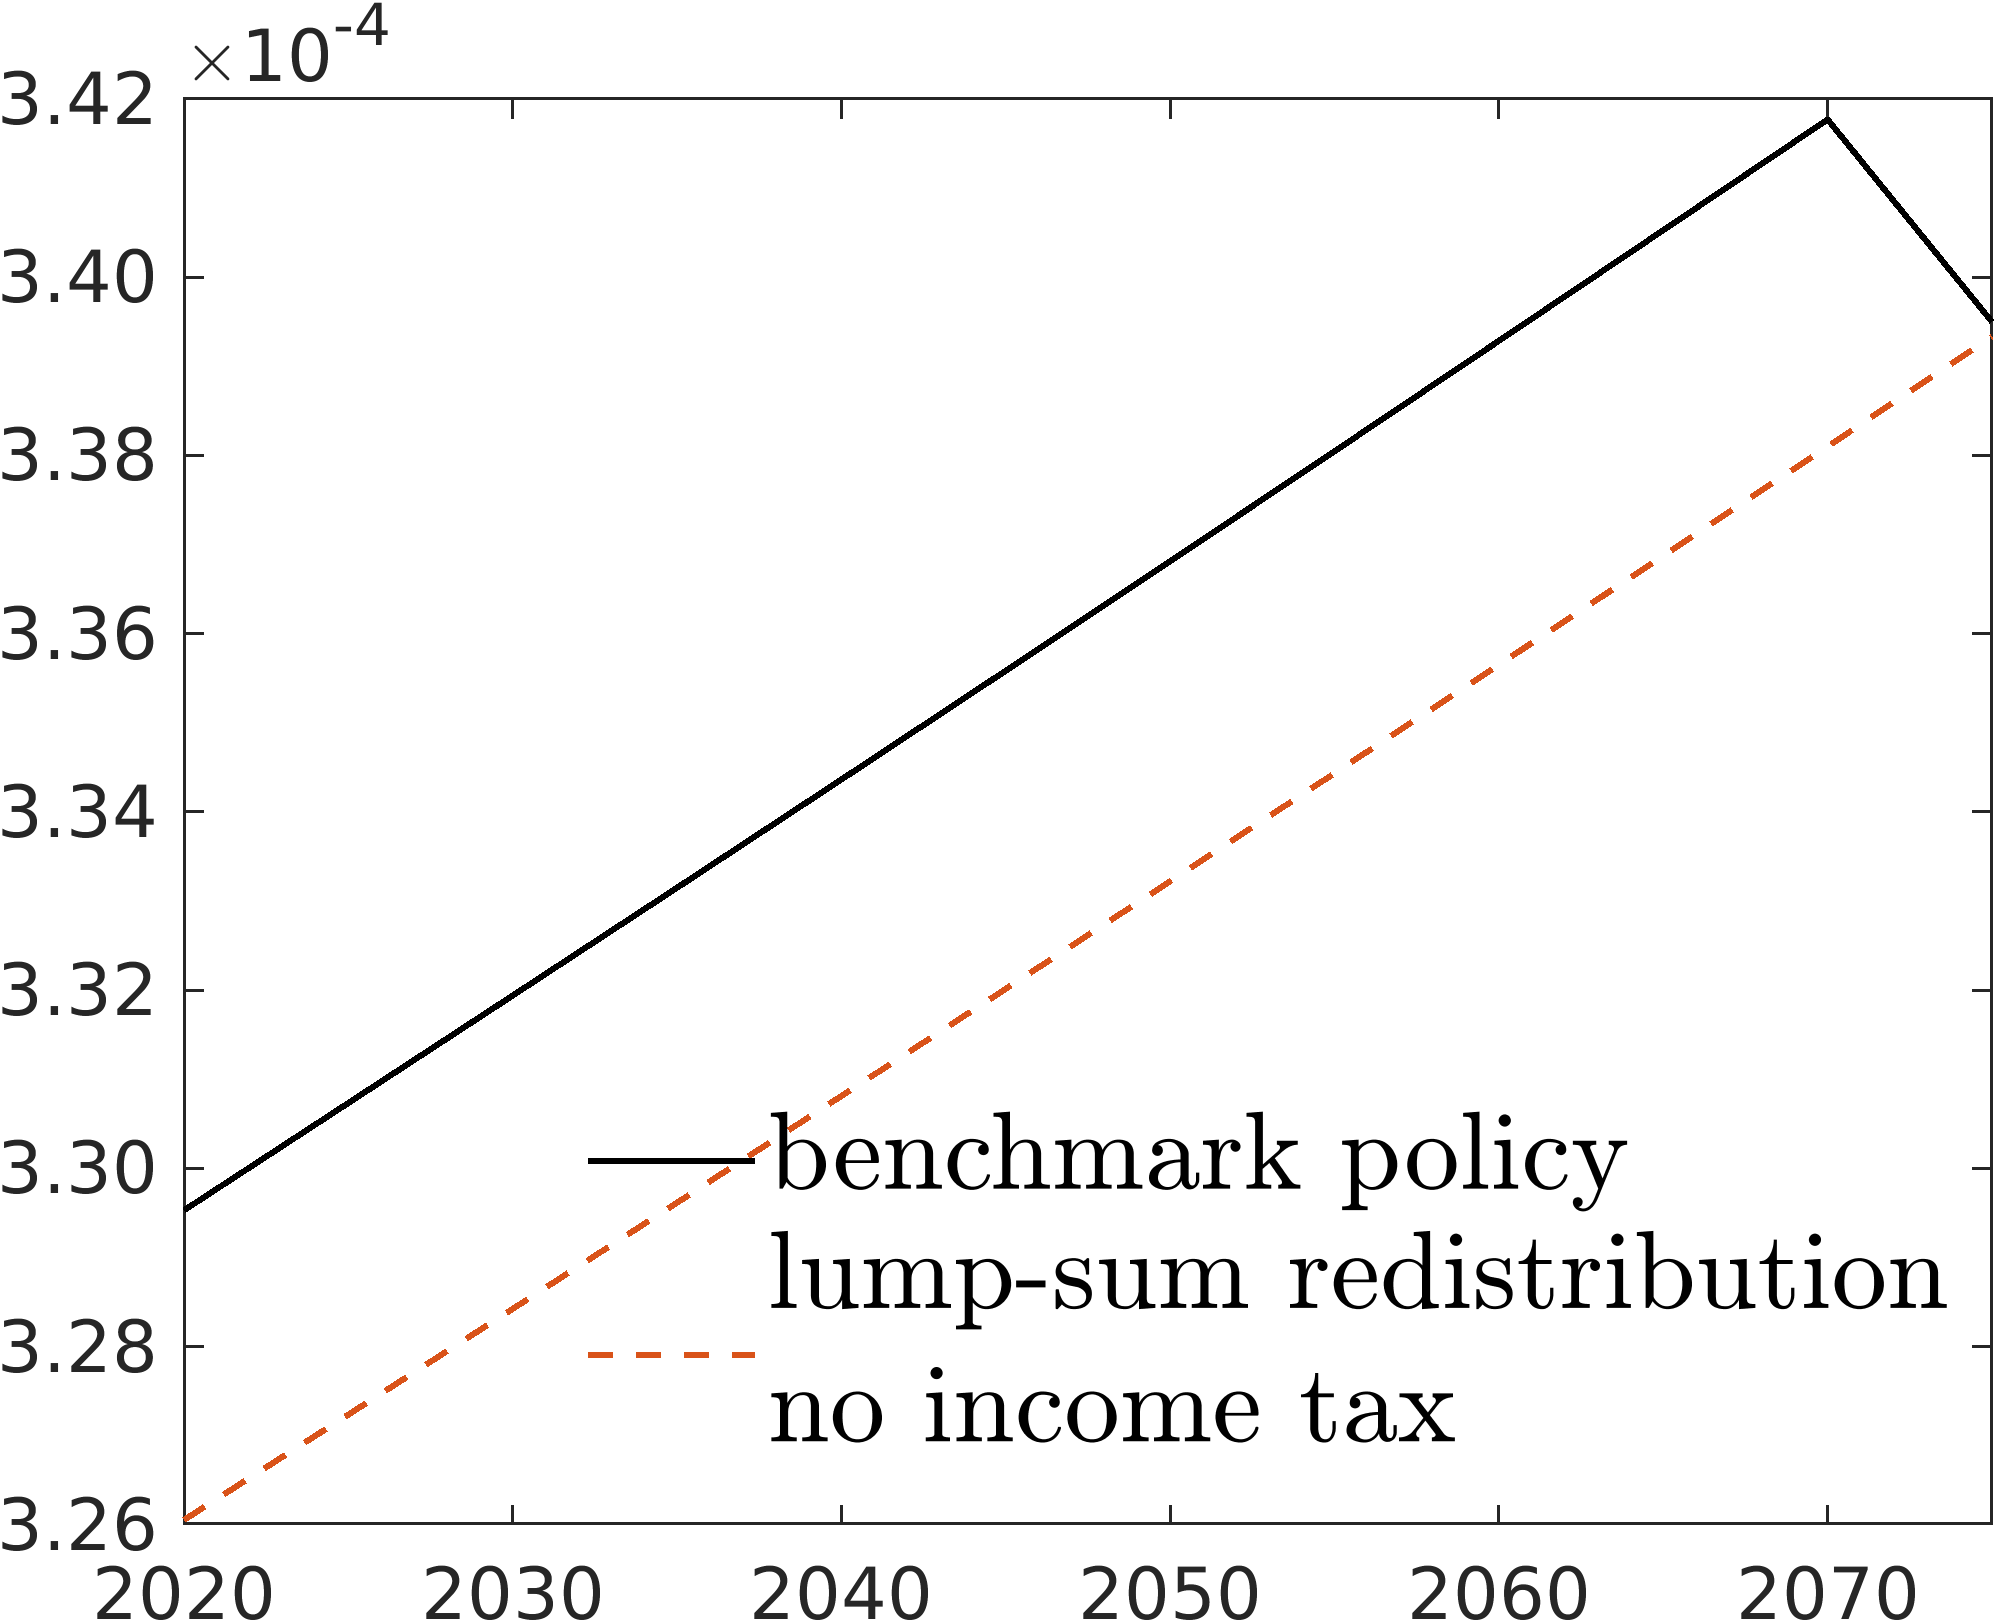 ×10-4
3.42
3.40
3.38
3.36
3.34
3.32
3.30
3.28
3.26
benchmark policy
lump-sum redistribution
no income tax
2020 2030 2040 2050 2060 2070